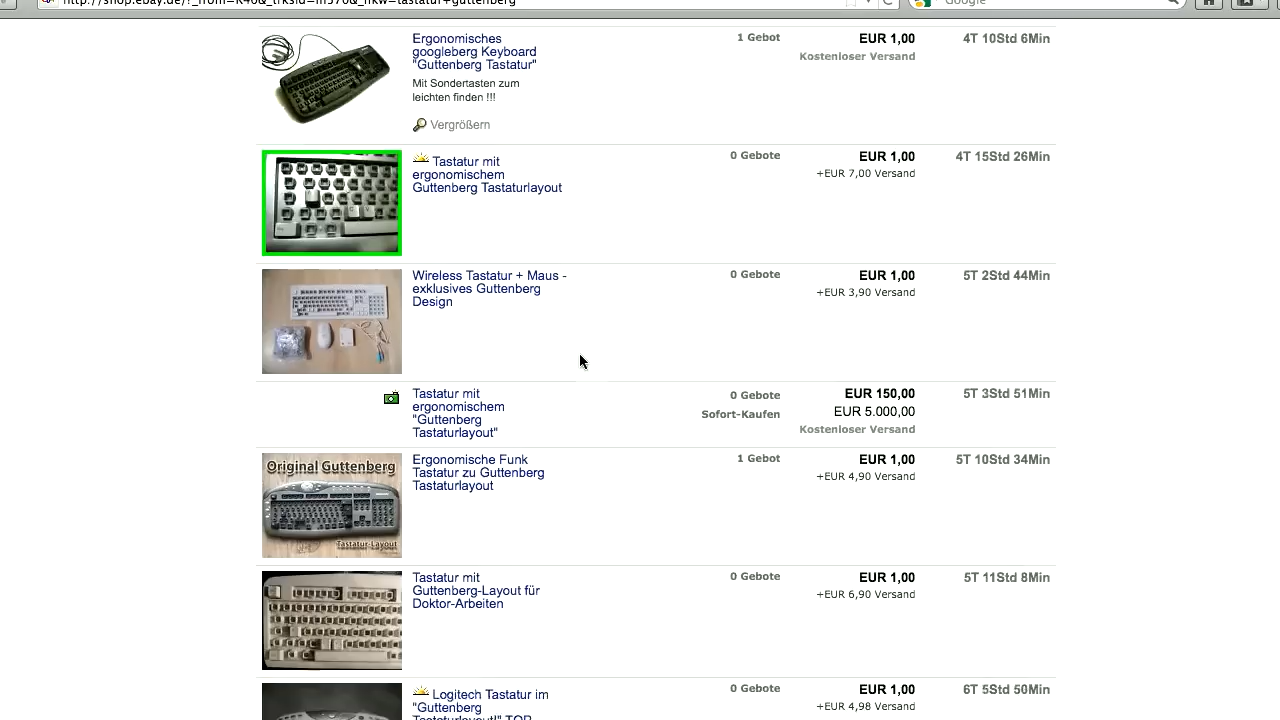 http://shop.ebay.de/?_from=R40&_trksid=m570&_nkw=tastatur+guttenberg
Google
Ergonomisches
googleberg Keyboard
"Guttenberg Tastatur"
Mit Sondertasten zum
leichten finden !!!
Vergrößern
1 Gebot
EUR 1,00
Kostenloser Versand
4T 10Std 6Min
Tastatur mit
ergonomischem
Guttenberg Tastaturlayout
0 Gebote
EUR 1,00
+EUR 7,00 Versand
4T 15Std 26Min
Wireless Tastatur + Maus -
exklusives Guttenberg
Design
0 Gebote
EUR 1,00
+EUR 3,90 Versand
5T 2Std 44Min
Tastatur mit
ergonomischem
"Guttenberg
Tastaturlayout"
0 Gebote
Sofort-Kaufen
EUR 150,00
EUR 5.000,00
Kostenloser Versand
5T 3Std 51Min
Original Guttenberg
Tastatur-Layout
Ergonomische Funk
Tastatur zu Guttenberg
Tastaturlayout
1 Gebot
EUR 1,00
+EUR 4,90 Versand
5T 10Std 34Min
Tastatur mit
Guttenberg-Layout für
Doktor-Arbeiten
0 Gebote
EUR 1,00
+EUR 6,90 Versand
5T 11Std 8Min
Logitech Tastatur im
"Guttenberg
Tastaturlayout!" TOP
0 Gebote
EUR 1,00
+EUR 4,98 Versand
6T 5Std 50Min